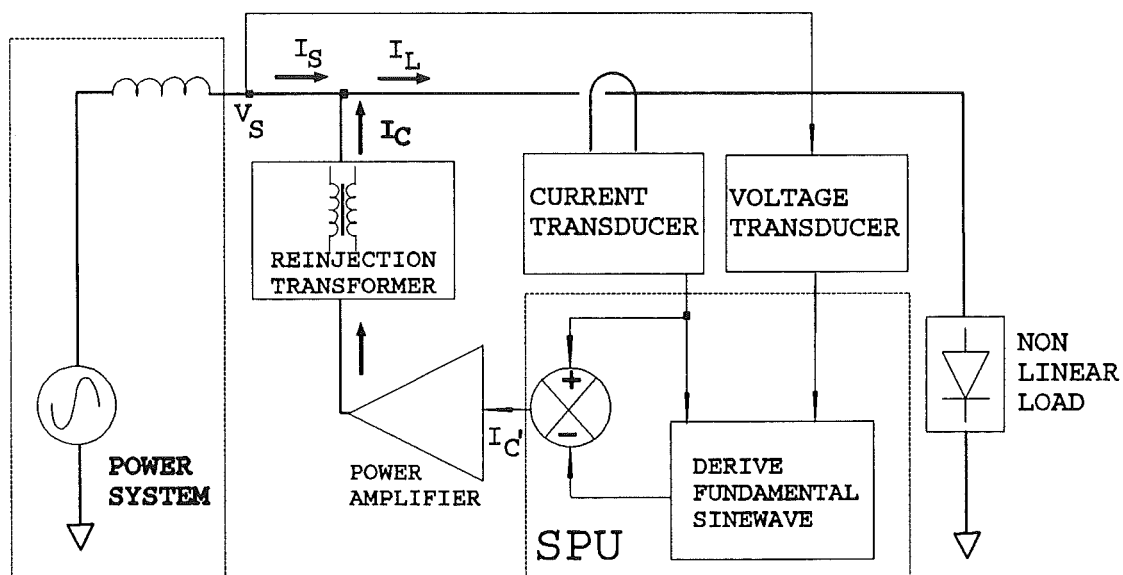 I_S
I_L
V_S
I_C
CURRENT
TRANSDUCER
VOLTAGE
TRANSDUCER
REINJECTION
TRANSFORMER
NON
LINEAR
LOAD
+
−
I_C'
POWER
SYSTEM
POWER
AMPLIFIER
DERIVE
FUNDAMENTAL
SINEWAVE
SPU